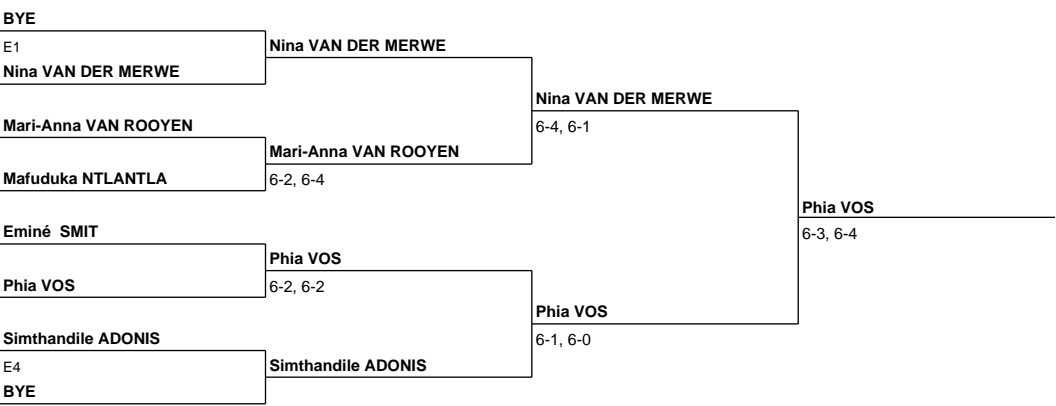 BYE
E1
Nina VAN DER MERWE
Nina VAN DER MERWE
Nina VAN DER MERWE
6-4, 6-1
Mari-Anna VAN ROOYEN
Mari-Anna VAN ROOYEN
Mafuduka NTLANTLA
6-2, 6-4
Phia VOS
6-3, 6-4
Eminé  SMIT
Phia VOS
Phia VOS
6-2, 6-2
Phia VOS
6-1, 6-0
Simthandile ADONIS
E4
Simthandile ADONIS
BYE